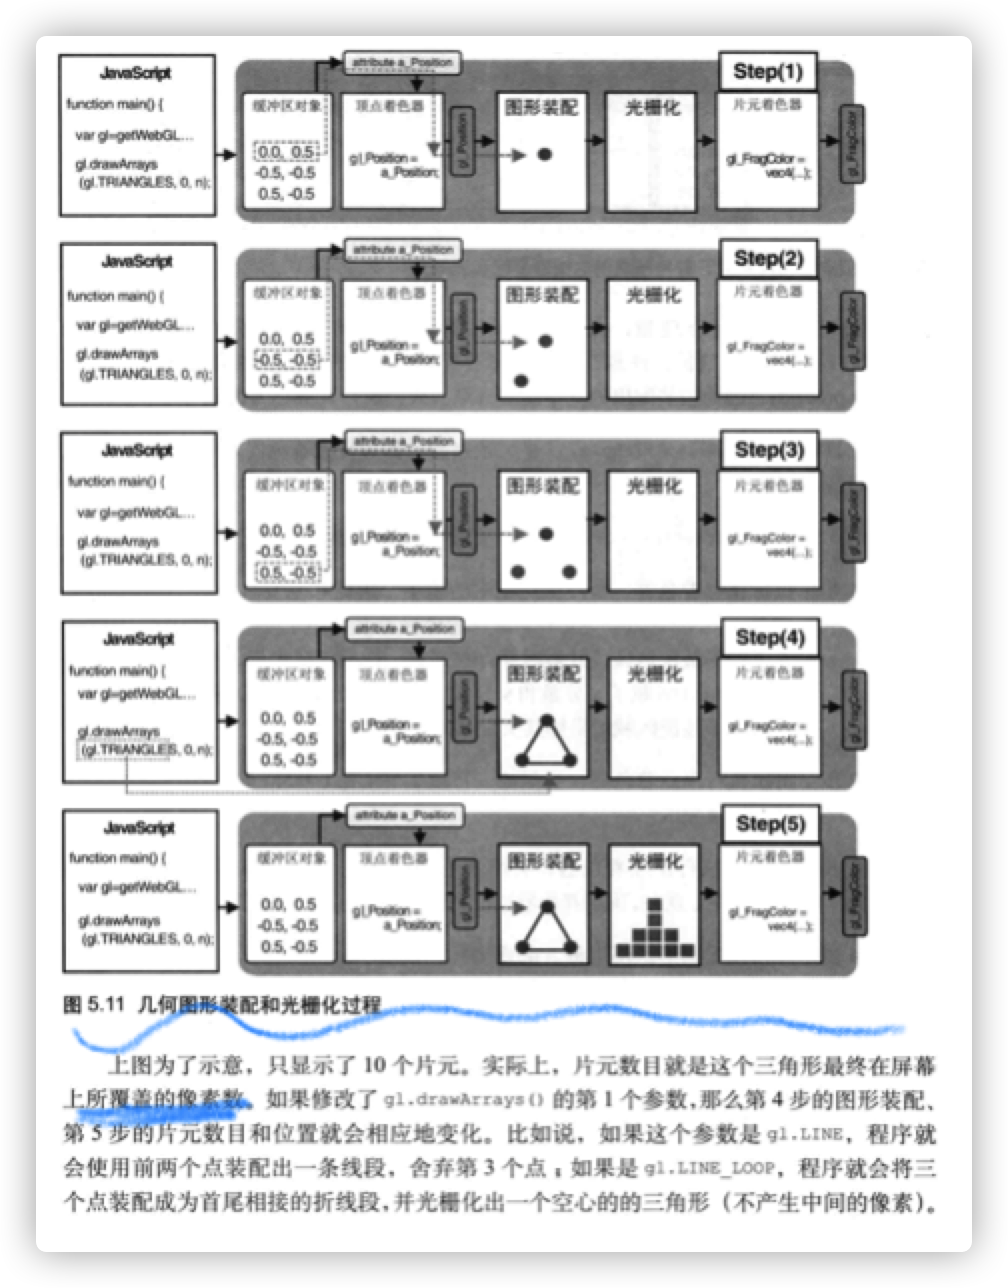 JavaScript
function main() {
var gl=getWebGL...
gl.drawArrays
(gl.TRIANGLES, 0, n);
attribute a_Position
缓冲区对象
0.0, 0.5
-0.5, -0.5
0.5, -0.5
顶点着色器
gl_Position =
a_Position;
gl_Position
图形装配
光栅化
Step(1)
片元着色器
gl_FragColor =
vec4(...);
gl_FragColor
JavaScript
function main() {
var gl=getWebGL...
gl.drawArrays
(gl.TRIANGLES, 0, n);
attribute a_Position
缓冲区对象
0.0, 0.5
-0.5, -0.5
0.5, -0.5
顶点着色器
gl_Position =
a_Position;
gl_Position
图形装配
光栅化
Step(2)
片元着色器
gl_FragColor =
vec4(...);
gl_FragColor
JavaScript
function main() {
var gl=getWebGL...
gl.drawArrays
(gl.TRIANGLES, 0, n);
attribute a_Position
缓冲区对象
0.0, 0.5
-0.5, -0.5
0.5, -0.5
顶点着色器
gl_Position =
a_Position;
gl_Position
图形装配
光栅化
Step(3)
片元着色器
gl_FragColor =
vec4(...);
gl_FragColor
JavaScript
function main() {
var gl=getWebGL...
gl.drawArrays
(gl.TRIANGLES, 0, n);
attribute a_Position
缓冲区对象
0.0, 0.5
-0.5, -0.5
0.5, -0.5
顶点着色器
gl_Position =
a_Position;
gl_Position
图形装配
光栅化
Step(4)
片元着色器
gl_FragColor =
vec4(...);
gl_FragColor
JavaScript
function main() {
var gl=getWebGL...
gl.drawArrays
(gl.TRIANGLES, 0, n);
attribute a_Position
缓冲区对象
0.0, 0.5
-0.5, -0.5
0.5, -0.5
顶点着色器
gl_Position =
a_Position;
gl_Position
图形装配
光栅化
Step(5)
片元着色器
gl_FragColor =
vec4(...);
gl_FragColor
图 5.11 几何图形装配和光栅化过程
上图为了示意，只显示了 10 个片元。实际上，片元数目就是这个三角形最终在屏幕
上所覆盖的像素数。如果修改了 gl.drawArrays() 的第 1 个参数，那么第 4 步的图形装配、
第 5 步的片元数目和位置就会相应地变化。比如说，如果这个参数是 gl.LINE，程序就
会使用前两个点装配出一条线段，舍弃第 3 个点；如果是 gl.LINE_LOOP，程序就会将三
个点装配成为首尾相接的折线段，并光栅化出一个空心的的三角形（不产生中间的像素）。